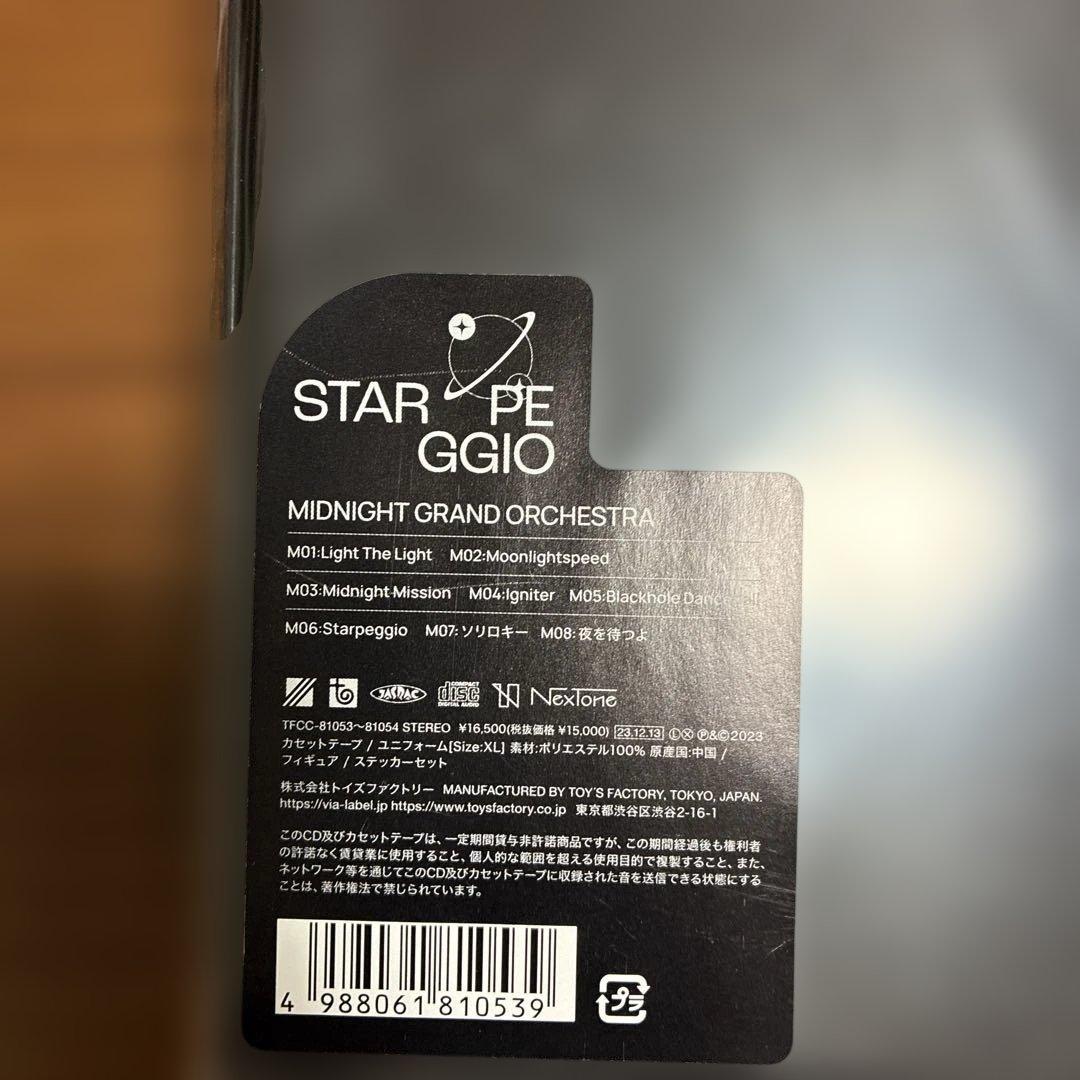 STAR PE
GGIO
MIDNIGHT GRAND ORCHESTRA
M01:Light The Light M02:Moonlightspeed
M03:Midnight Mission M04:Igniter M05:Blackhole
M06:Starpeggio M07:ソリロキー M08:夜を待つよ
JASRAC COMPACT disc DIGITAL AUDIO NexTone
TFCC-81053〜81054 STEREO ¥16,500(税抜価格 ¥15,000) 23.12.13 Ⓛ Ⓧ Ⓟ&©2023
カセットテープ / ユニフォーム[Size:XL] 素材:ポリエステル100% 原産国:中国 /
フィギュア / ステッカーセット
株式会社トイズファクトリー MANUFACTURED BY TOY'S FACTORY, TOKYO, JAPAN.
https://via-label.jp https://www.toysfactory.co.jp 東京都渋谷区渋谷2-16-1
このCD及びカセットテープは、一定期間貸与非許諾商品ですが、この期間経過後も権利者
の許諾なく賃貸業に使用すること、個人的な範囲を超える使用目的で複製すること、また、
ネットワーク等を通じてこのCD及びカセットテープに収録された音を送信できる状態にする
ことは、著作権法で禁じられています。
4 988061 810539
プラ